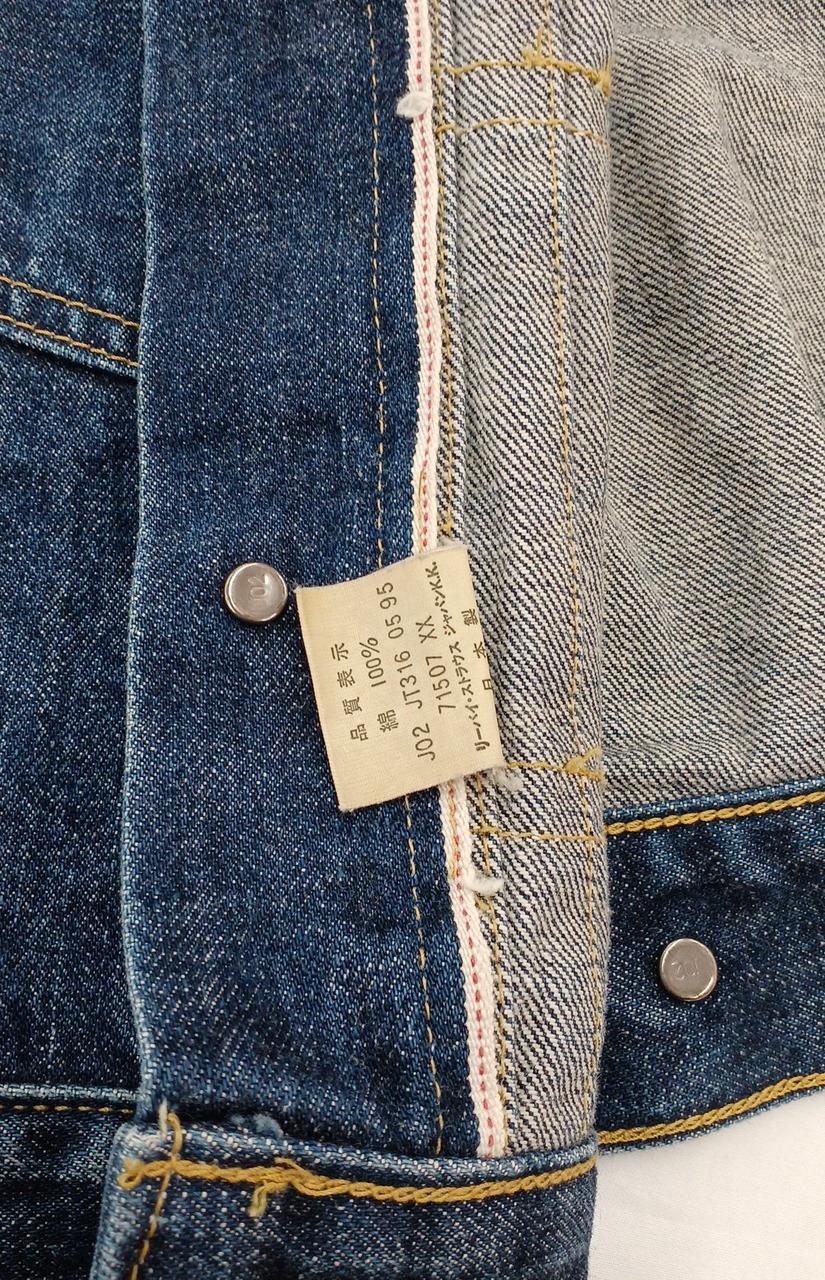 品質表示
綿 100%
J02 JT316 05 95
71507 XX
リーバイ・ストラウス ジャパンK.K.
日本製
J02
J02